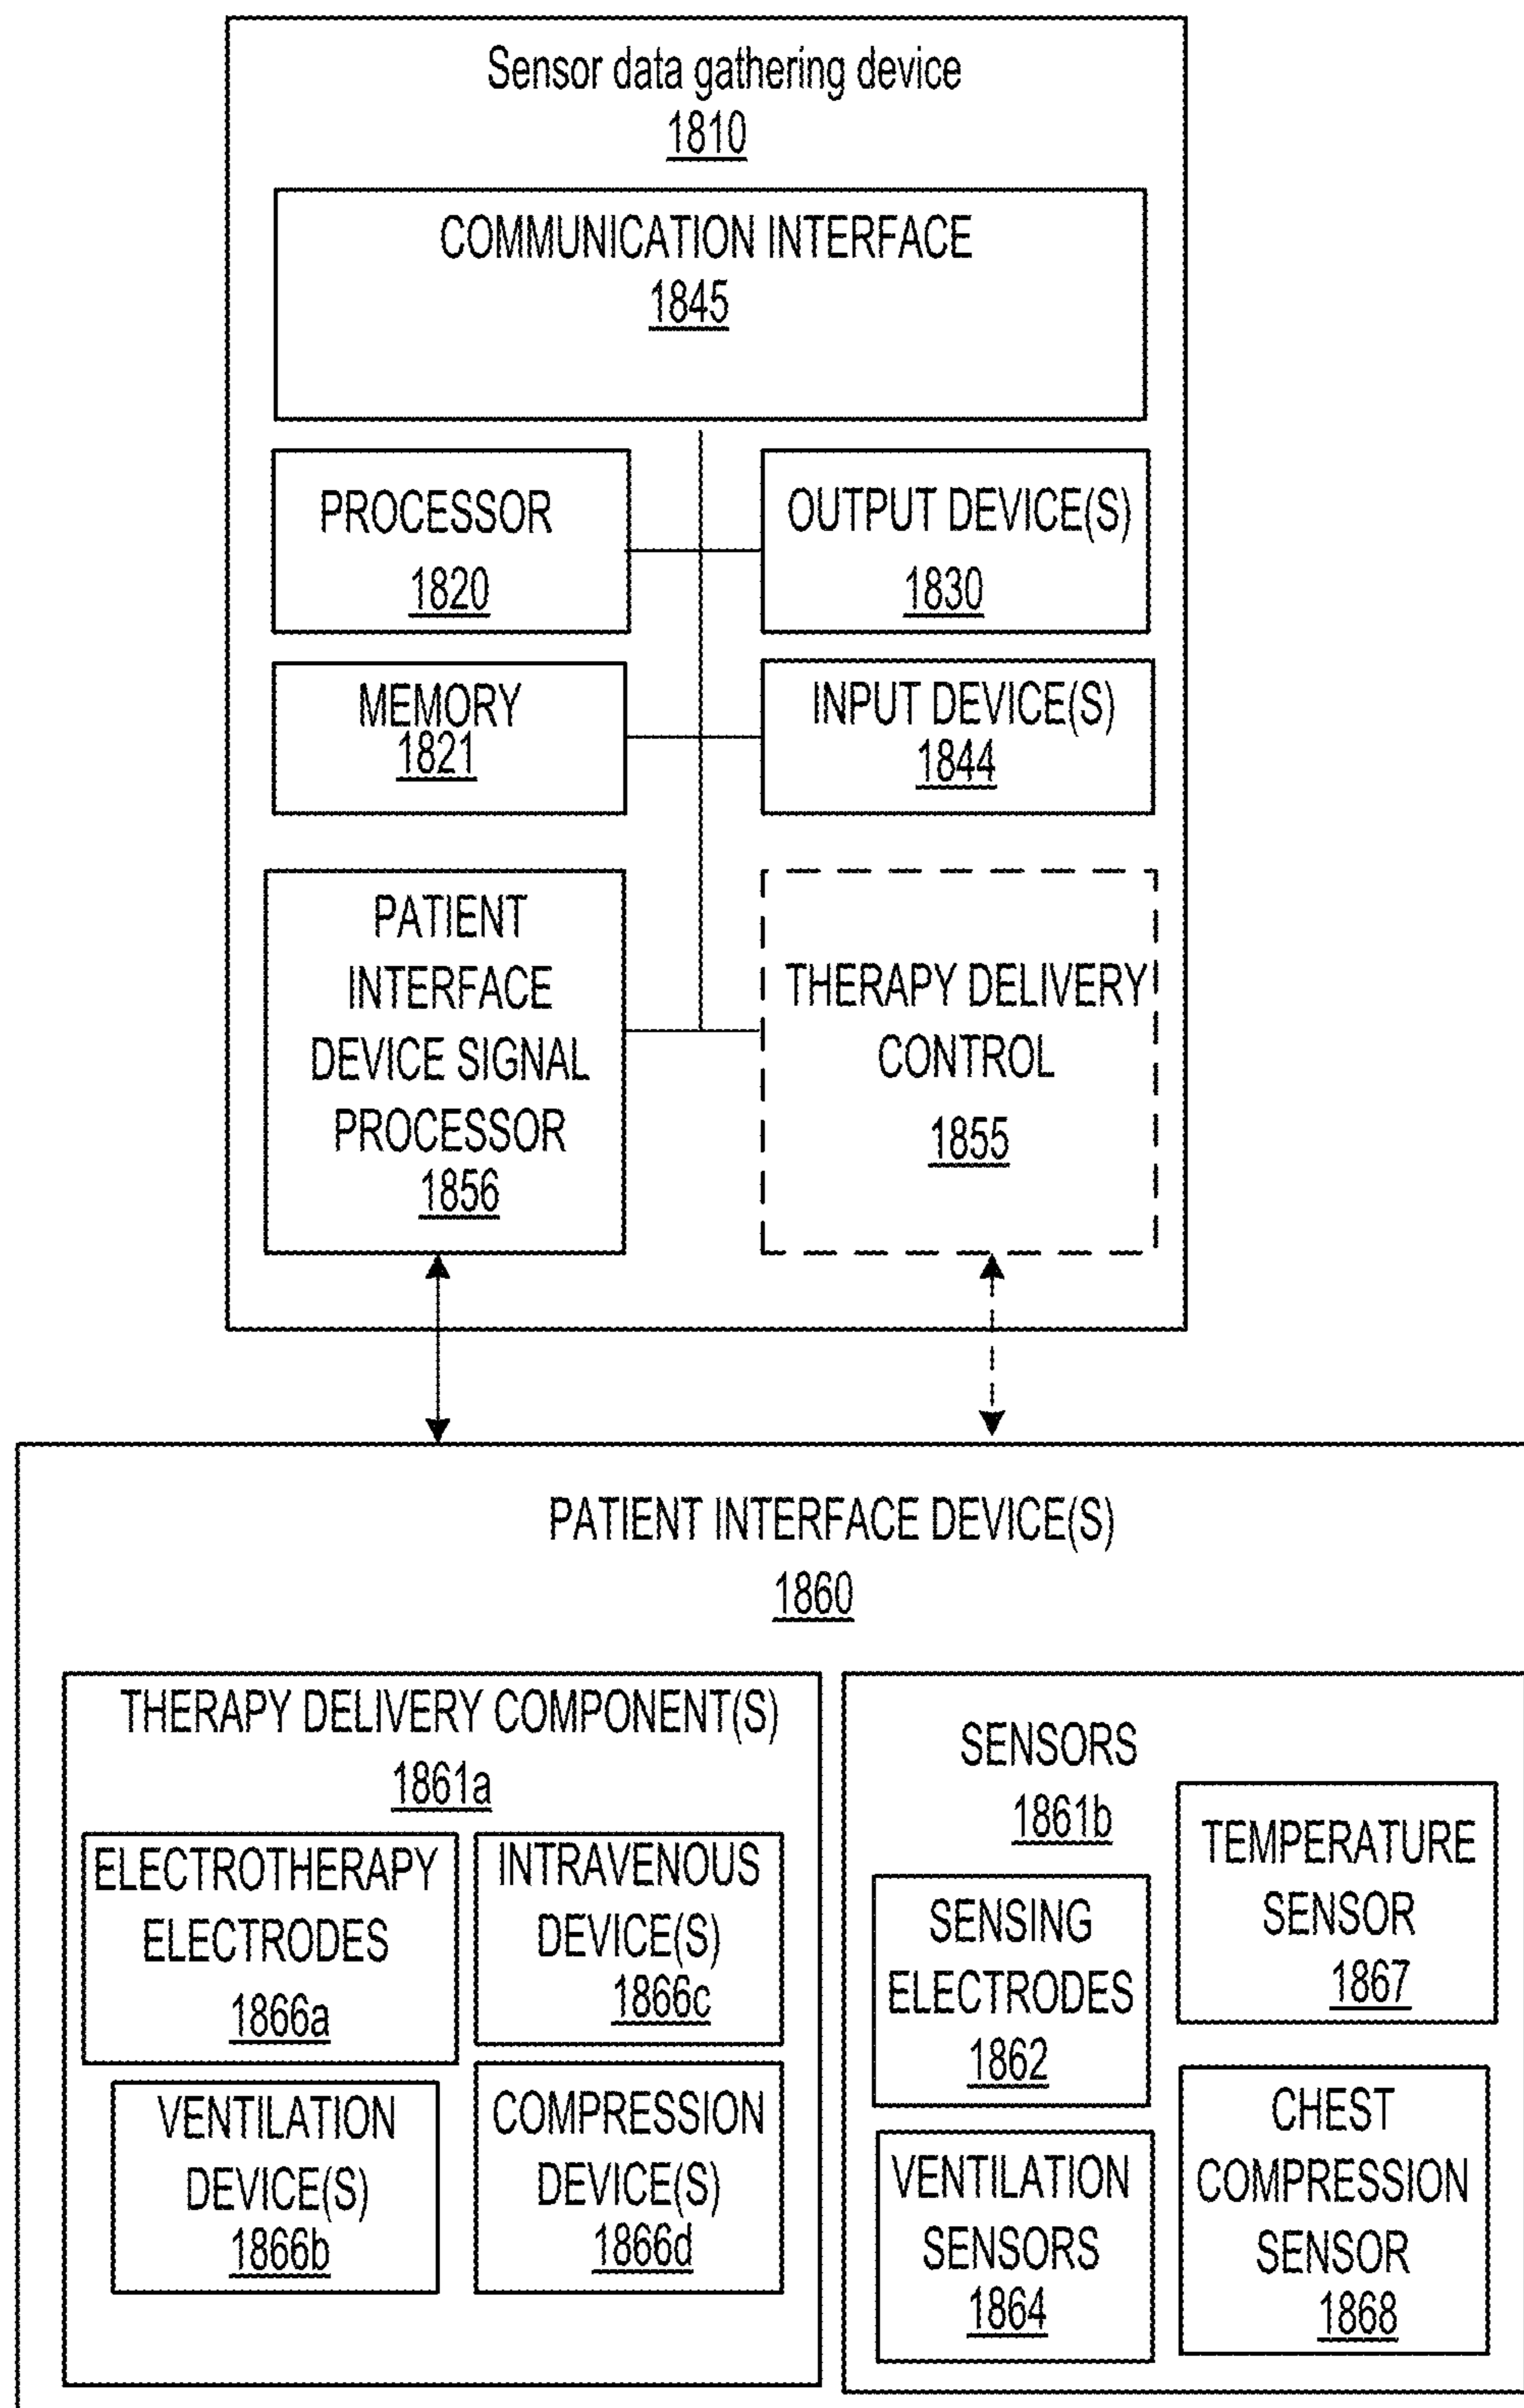 Sensor data gathering device
1810
COMMUNICATION INTERFACE
1845
PROCESSOR
1820
OUTPUT DEVICE(S)
1830
MEMORY
1821
INPUT DEVICE(S)
1844
PATIENT
INTERFACE
DEVICE SIGNAL
PROCESSOR
1856
THERAPY DELIVERY
CONTROL
1855
PATIENT INTERFACE DEVICE(S)
1860
THERAPY DELIVERY COMPONENT(S)
1861a
ELECTROTHERAPY
ELECTRODES
1866a
INTRAVENOUS
DEVICE(S)
1866c
VENTILATION
DEVICE(S)
1866b
COMPRESSION
DEVICE(S)
1866d
SENSORS
1861b
TEMPERATURE
SENSOR
1867
SENSING
ELECTRODES
1862
VENTILATION
SENSORS
1864
CHEST
COMPRESSION
SENSOR
1868